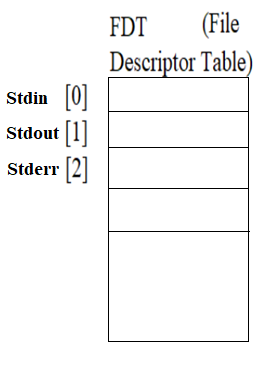 FDT (File
Descriptor Table)
Stdin [0]
Stdout [1]
Stderr [2]